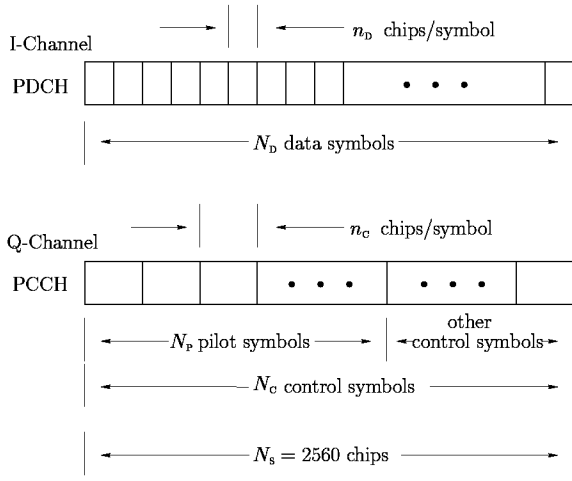 n_D chips/symbol
I-Channel
PDCH
N_D data symbols
n_C chips/symbol
Q-Channel
PCCH
N_P pilot symbols
other
control symbols
N_C control symbols
N_S = 2560 chips